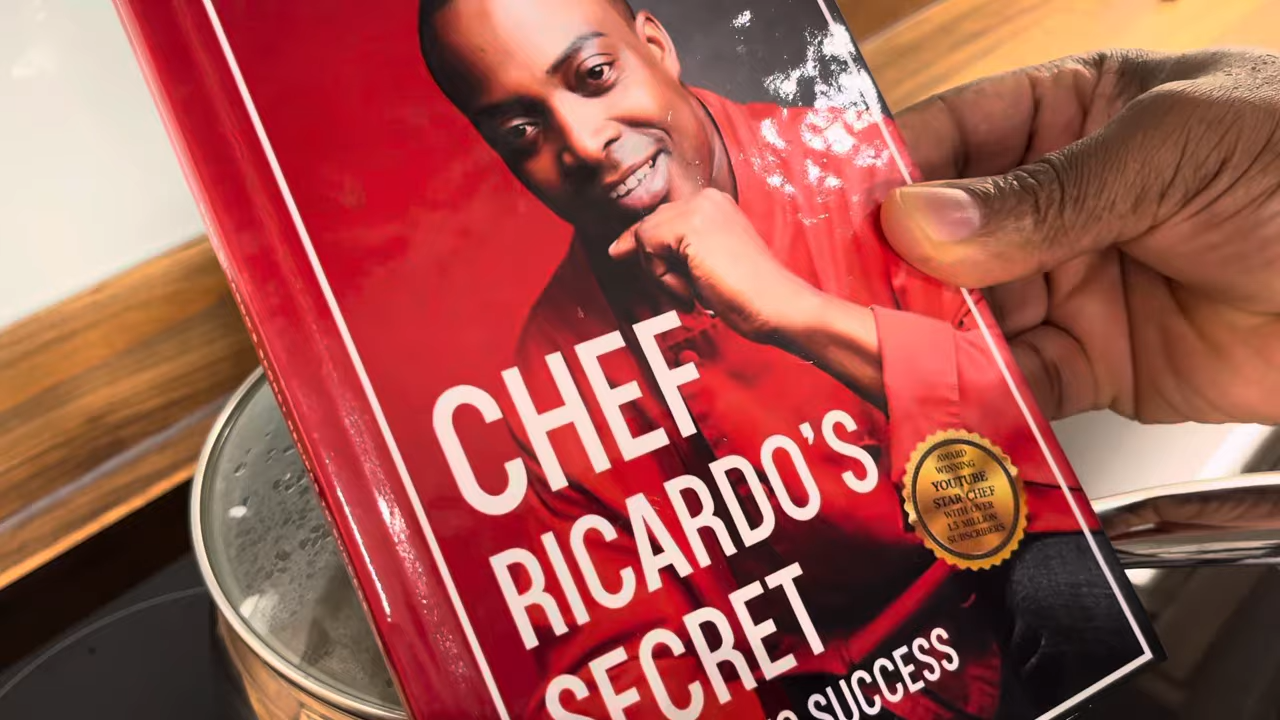 CHEF
RICARDO'S
SECRET
SUCCESS
AWARD
WINNING
YOUTUBE
STAR CHEF
WITH OVER
1.5 MILLION
SUBSCRIBERS